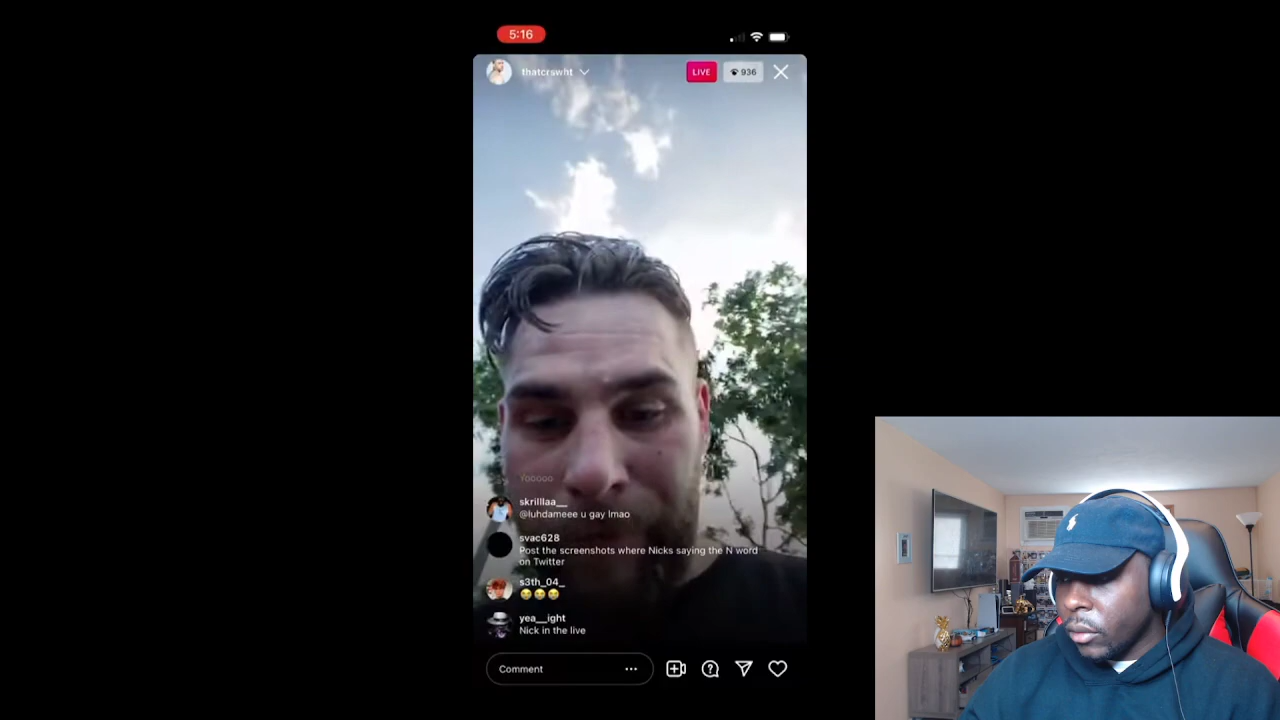 5:16
thatcrswht
LIVE
936
Yooooo
skrilllaa__
@luhdameee u gay lmao
svac628
Post the screenshots where Nicks saying the N word
on Twitter
s3th_04_
yea__ight
Nick in the live
Comment